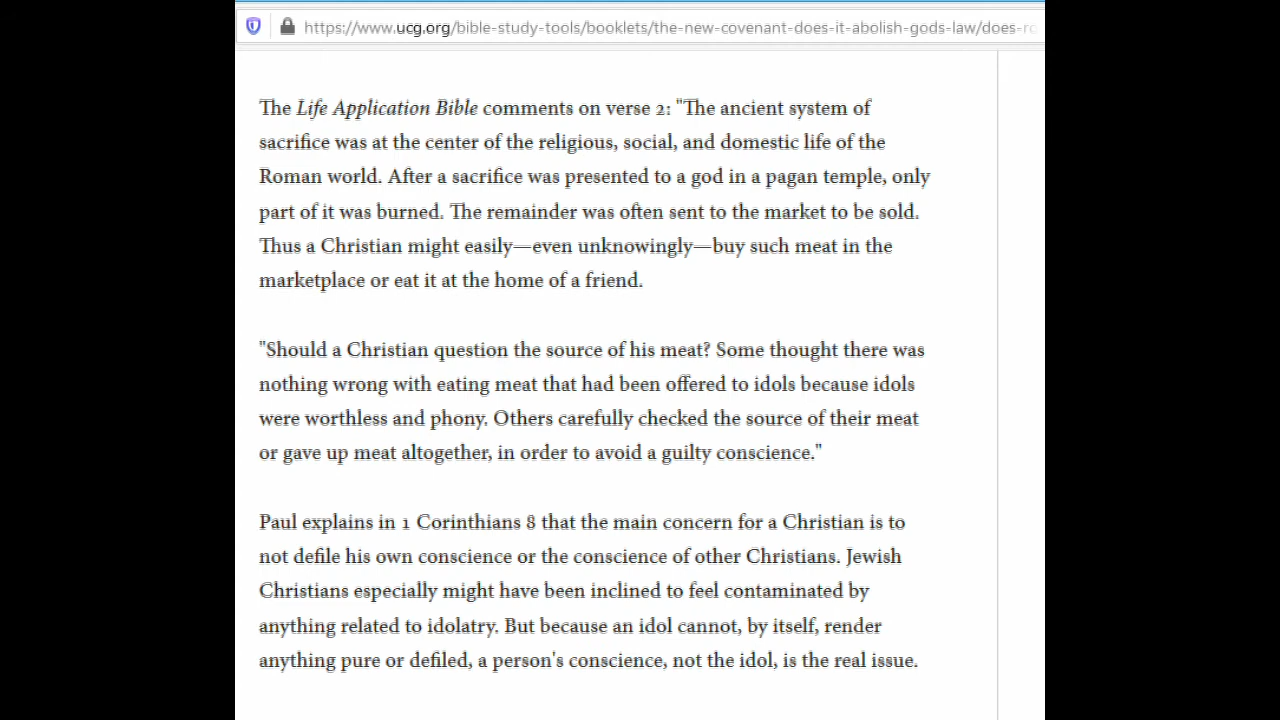 https://www.ucg.org/bible-study-tools/booklets/the-new-covenant-does-it-abolish-gods-law/does-ro
The Life Application Bible comments on verse 2: "The ancient system of
sacrifice was at the center of the religious, social, and domestic life of the
Roman world. After a sacrifice was presented to a god in a pagan temple, only
part of it was burned. The remainder was often sent to the market to be sold.
Thus a Christian might easily—even unknowingly—buy such meat in the
marketplace or eat it at the home of a friend.
"Should a Christian question the source of his meat? Some thought there was
nothing wrong with eating meat that had been offered to idols because idols
were worthless and phony. Others carefully checked the source of their meat
or gave up meat altogether, in order to avoid a guilty conscience."
Paul explains in 1 Corinthians 8 that the main concern for a Christian is to
not defile his own conscience or the conscience of other Christians. Jewish
Christians especially might have been inclined to feel contaminated by
anything related to idolatry. But because an idol cannot, by itself, render
anything pure or defiled, a person's conscience, not the idol, is the real issue.